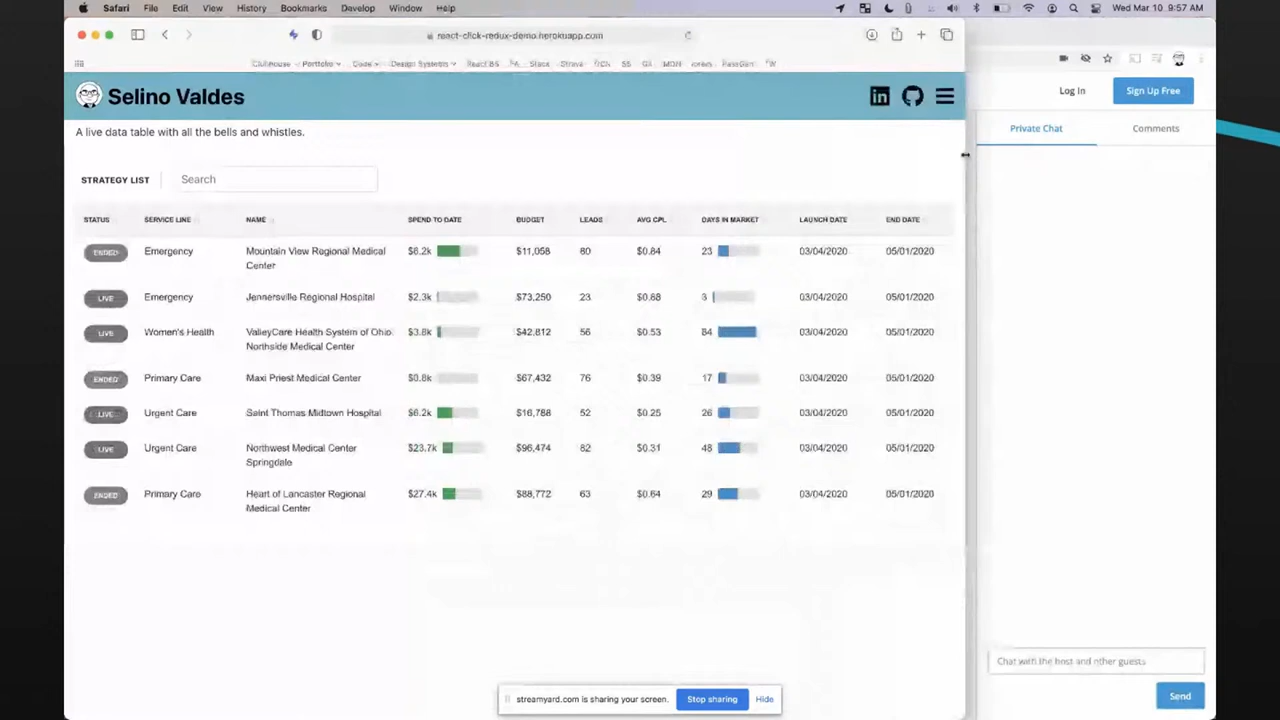 Safari File Edit View History Bookmarks Develop Window Help
Wed Mar 10 9:57 AM
react-click-redux-demo.herokuapp.com
Clubhouse Portfolio Code Design Systems React BS Slack Strava
Selino Valdes
Log In
Sign Up Free
A live data table with all the bells and whistles.
Private Chat
Comments
STRATEGY LIST
Search
STATUS SERVICE LINE NAME SPEND TO DATE BUDGET LEADS AVG CPL DAYS IN MARKET LAUNCH DATE END DATE
ENDED Emergency Mountain View Regional Medical $6.2k $11,058 80 $0.84 23 03/04/2020 05/01/2020
Center
LIVE Emergency Jennersville Regional Hospital $2.3k $73,250 23 $0.68 3 03/04/2020 05/01/2020
LIVE Women's Health ValleyCare Health System of Ohio $3.8k $42,812 56 $0.53 84 03/04/2020 05/01/2020
Northside Medical Center
ENDED Primary Care Maxi Priest Medical Center $0.8k $67,432 76 $0.39 17 03/04/2020 05/01/2020
LIVE Urgent Care Saint Thomas Midtown Hospital $6.2k $16,788 52 $0.25 26 03/04/2020 05/01/2020
LIVE Urgent Care Northwest Medical Center $23.7k $96,474 82 $0.31 48 03/04/2020 05/01/2020
Springdale
ENDED Primary Care Heart of Lancaster Regional $27.4k $88,772 63 $0.64 29 03/04/2020 05/01/2020
Medical Center
Chat with the host and other guests
Send
streamyard.com is sharing your screen.
Stop sharing
Hide